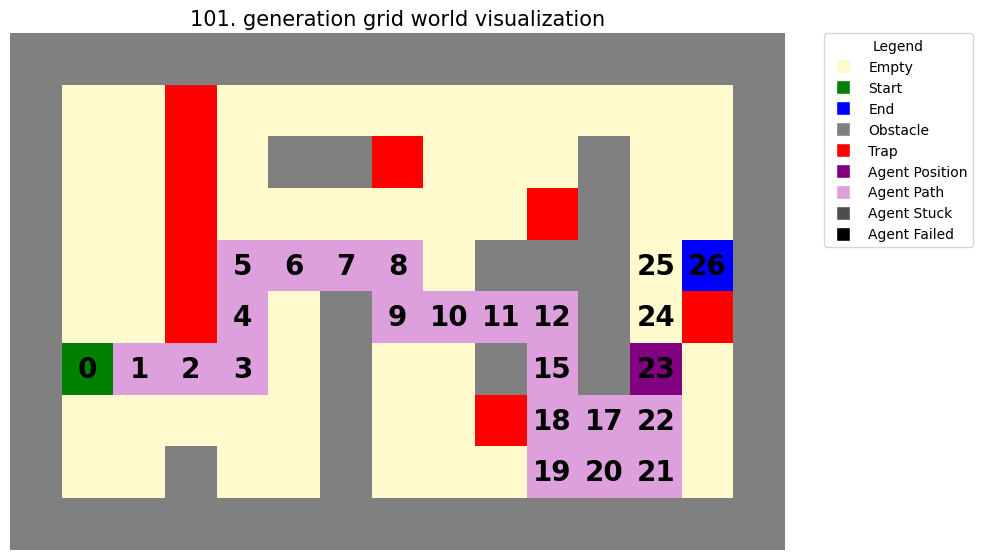 101. generation grid world visualization
Legend
Empty
Start
End
Obstacle
Trap
Agent Position
Agent Path
Agent Stuck
Agent Failed
5 6 7 8 25 26
4 9 10 11 12 24
0 1 2 3 15 23
18 17 22
19 20 21